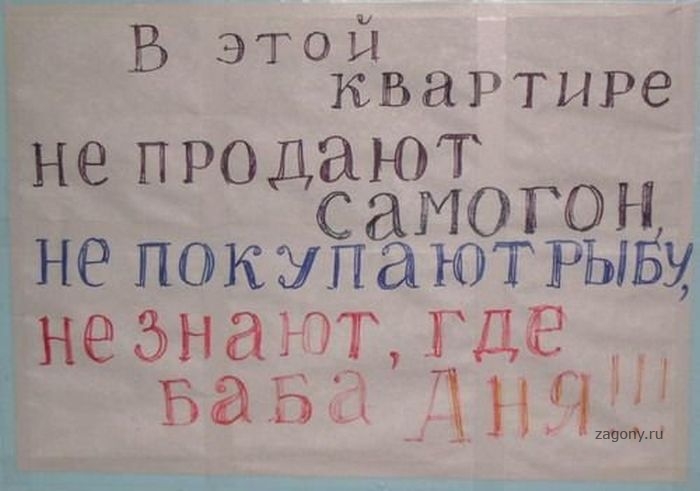 В этой
квартире
не продают
самогон,
не покупают рыбу,
не знают, где
баба Аня!!!
zagony.ru